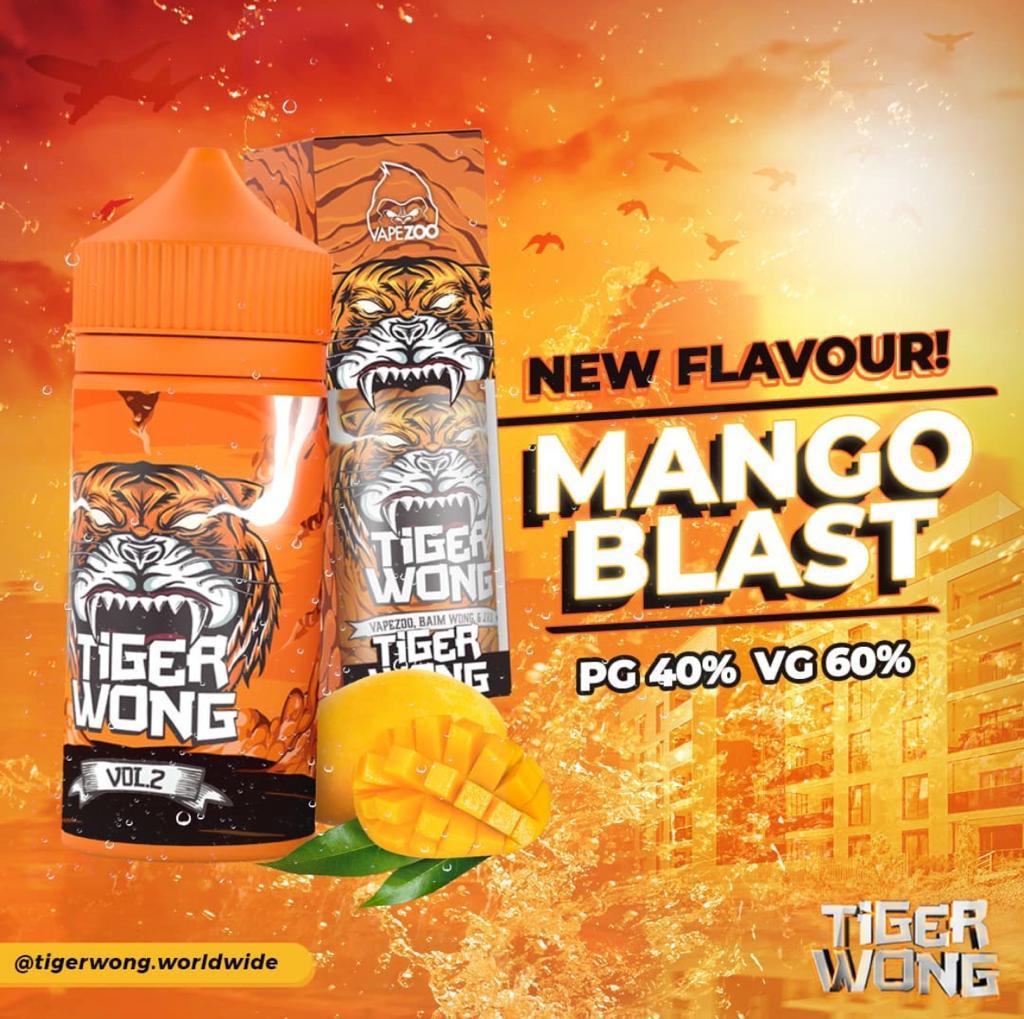 VAPEZOO
TiGER
WONG
VAPEZOO, BAIM WONG, &
TiGER
WONG
TiGER
WONG
VOL.2
NEW FLAVOUR!
MANGO
BLAST
PG 40% VG 60%
@tigerwong.worldwide
TiGER
WONG